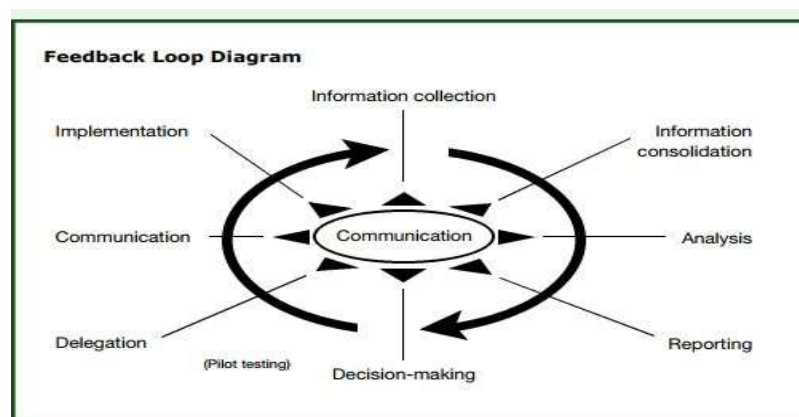 Feedback Loop Diagram
Information collection
Implementation
Information
consolidation
Communication
Communication
Analysis
Delegation
Reporting
(Pilot testing)
Decision-making